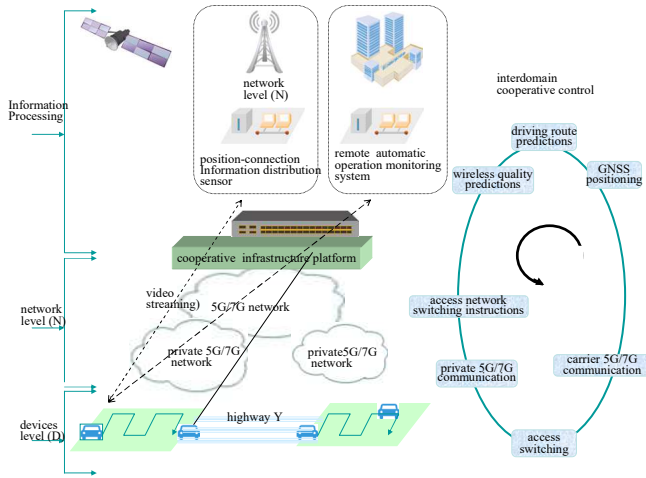 Information
Processing
network
level (N)
position-connection
Information distribution
sensor
remote automatic
operation monitoring
system
interdomain
cooperative control
driving route
predictions
wireless quality
predictions
GNSS
positioning
cooperative infrastructure platform
video
streaming)
5G/7G network
network
level (N)
private 5G/7G
network
private5G/7G
network
access network
switching instructions
private 5G/7G
communication
carrier 5G/7G
communication
access
switching
devices
level (D)
highway Y